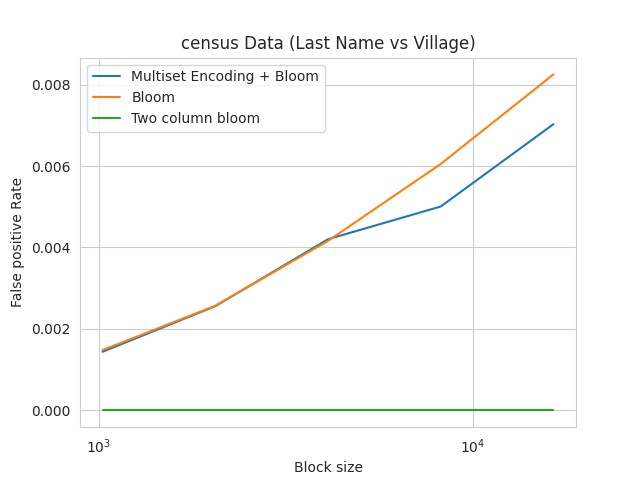 census Data (Last Name vs Village)
Multiset Encoding + Bloom
Bloom
Two column bloom
False positive Rate
0.008
0.006
0.004
0.002
0.000
10³
10⁴
Block size